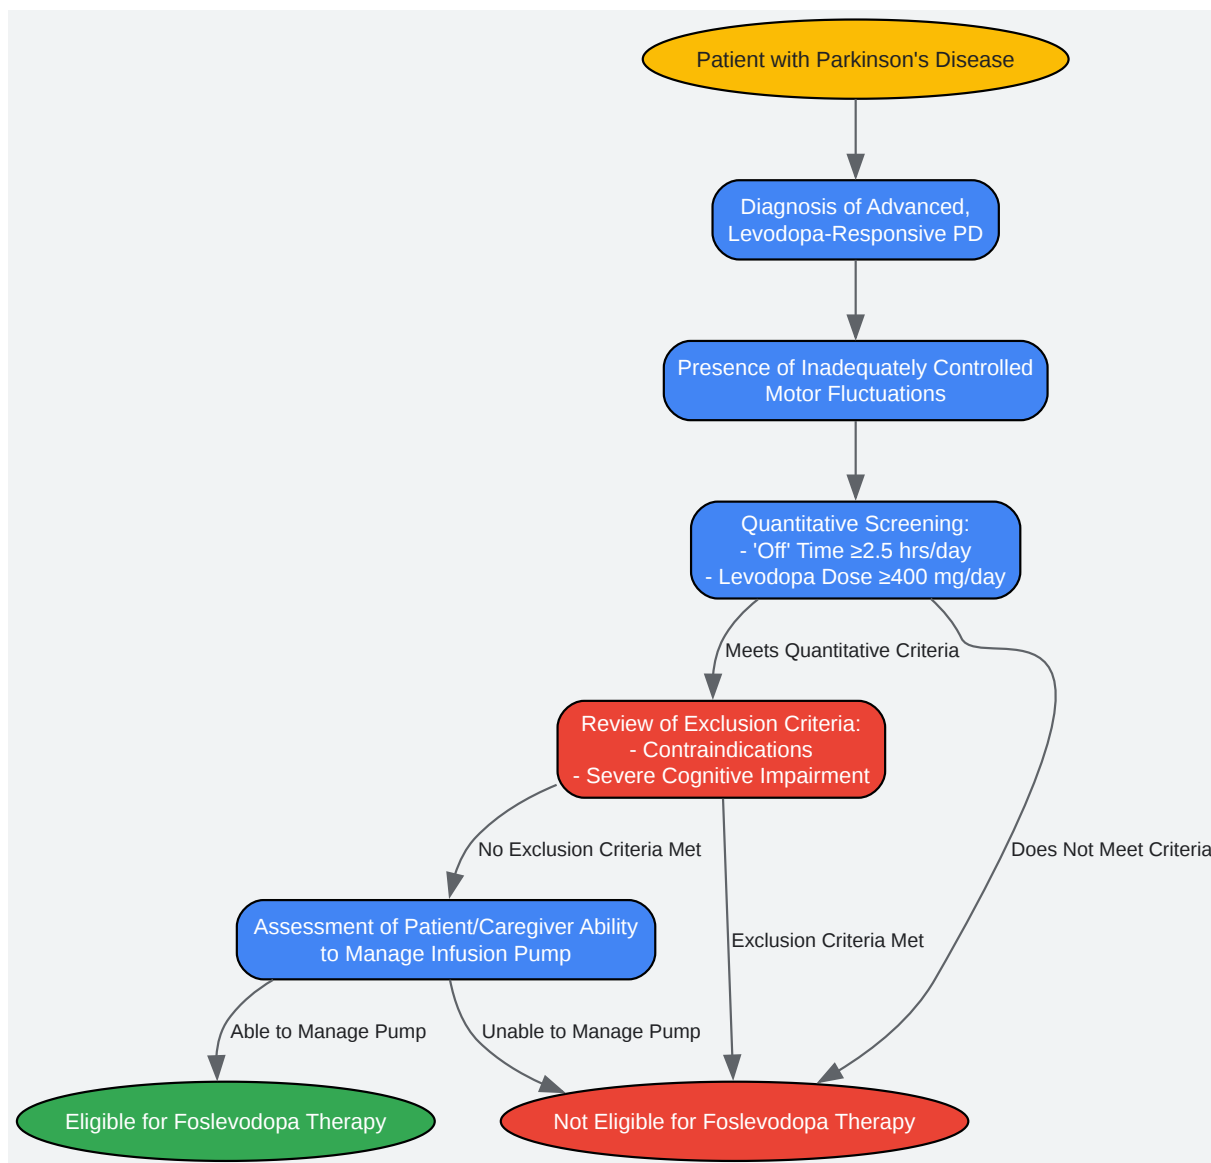 Patient with Parkinson's Disease
Diagnosis of Advanced,
Levodopa-Responsive PD
Presence of Inadequately Controlled
Motor Fluctuations
Quantitative Screening:
- 'Off' Time ≥2.5 hrs/day
- Levodopa Dose ≥400 mg/day
Meets Quantitative Criteria
Review of Exclusion Criteria:
- Contraindications
- Severe Cognitive Impairment
No Exclusion Criteria Met
Does Not Meet Criteria
Assessment of Patient/Caregiver Ability
to Manage Infusion Pump
Exclusion Criteria Met
Able to Manage Pump
Unable to Manage Pump
Eligible for Foslevodopa Therapy
Not Eligible for Foslevodopa Therapy